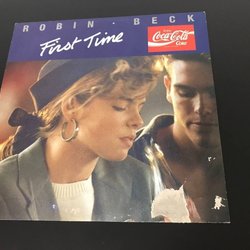 ROBIN · BECK
First Time
Coca-Cola
Coke